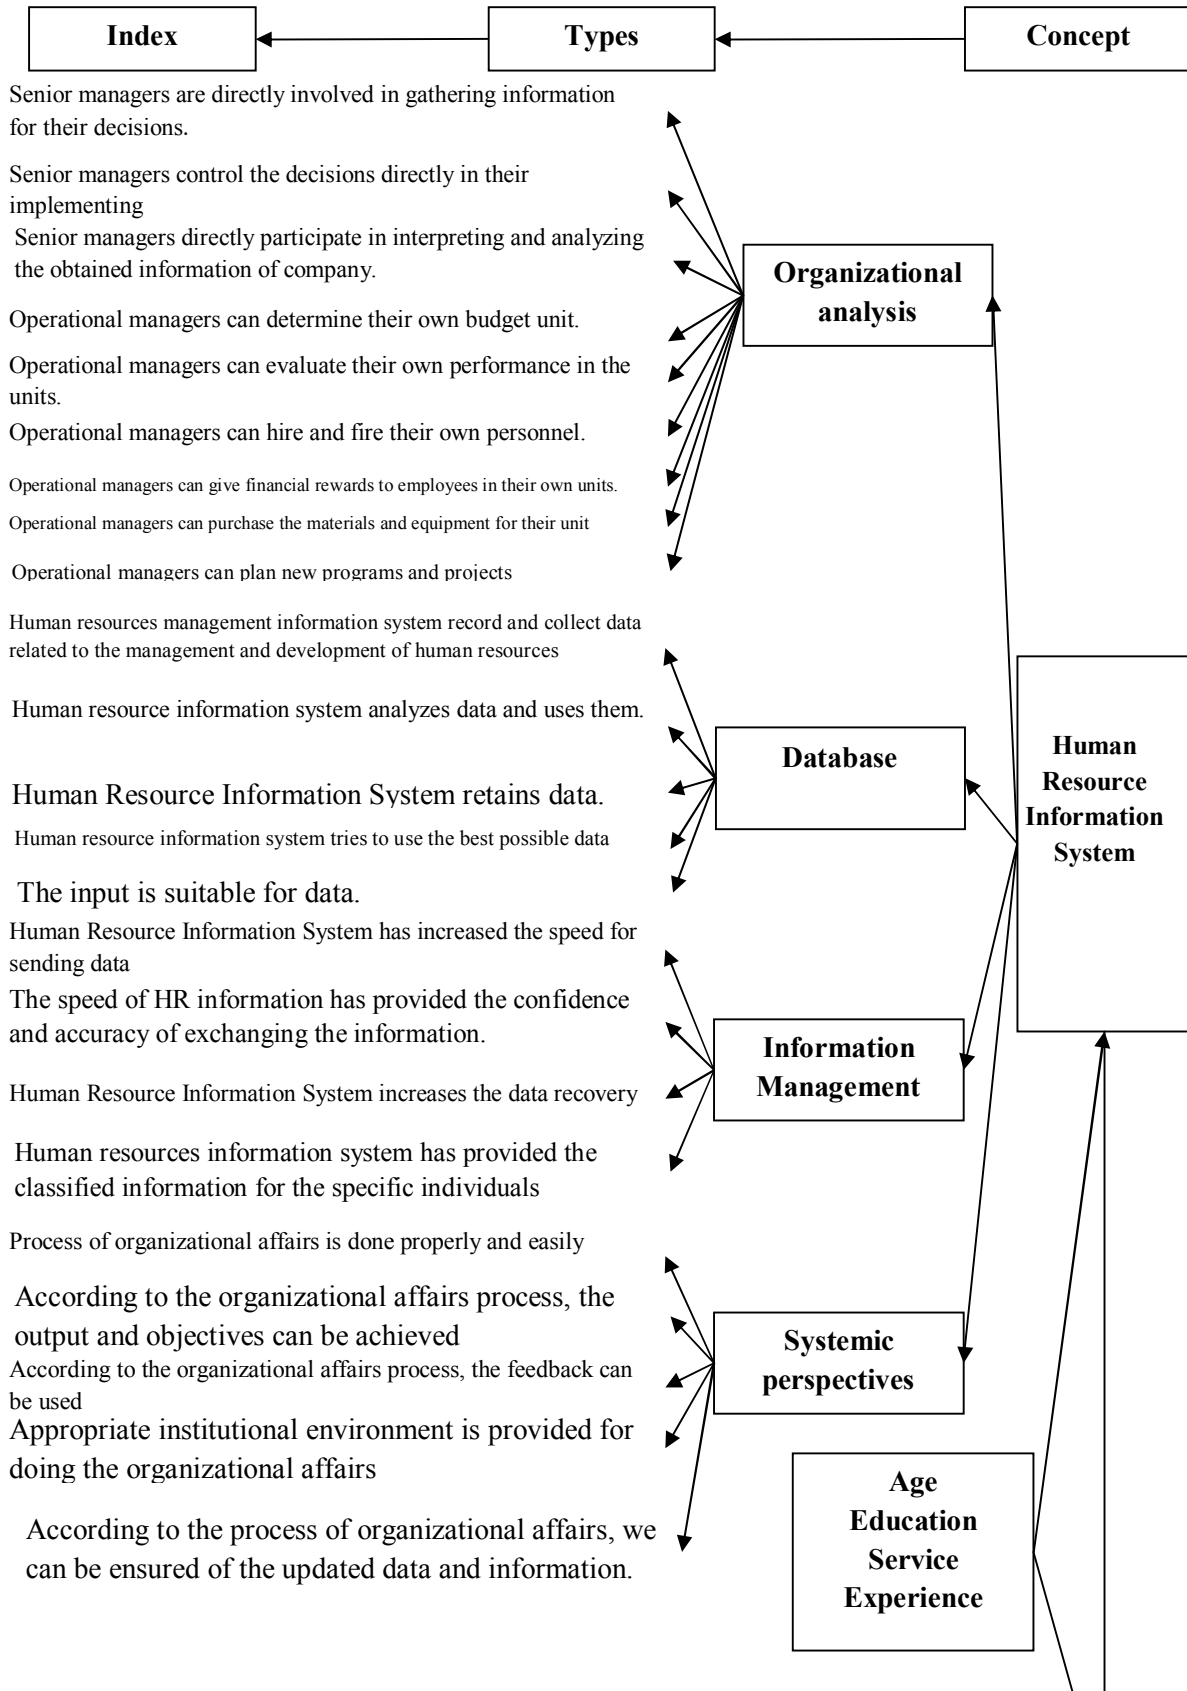 Index
Types
Concept
Senior managers are directly involved in gathering information
for their decisions.
Senior managers control the decisions directly in their
implementing
Senior managers directly participate in interpreting and analyzing
the obtained information of company.
Operational managers can determine their own budget unit.
Operational managers can evaluate their own performance in the
units.
Operational managers can hire and fire their own personnel.
Operational managers can give financial rewards to employees in their own units.
Operational managers can purchase the materials and equipment for their unit
Operational managers can plan new programs and projects
Organizational
analysis
Human resources management information system record and collect data
related to the management and development of human resources
Human resource information system analyzes data and uses them.
Human Resource Information System retains data.
Human resource information system tries to use the best possible data
The input is suitable for data.
Database
Human
Resource
Information
System
Human Resource Information System has increased the speed for
sending data
The speed of HR information has provided the confidence
and accuracy of exchanging the information.
Human Resource Information System increases the data recovery
Human resources information system has provided the
classified information for the specific individuals
Information
Management
Process of organizational affairs is done properly and easily
According to the organizational affairs process, the
output and objectives can be achieved
According to the organizational affairs process, the feedback can
be used
Appropriate institutional environment is provided for
doing the organizational affairs
According to the process of organizational affairs, we
can be ensured of the updated data and information.
Systemic
perspectives
Age
Education
Service
Experience